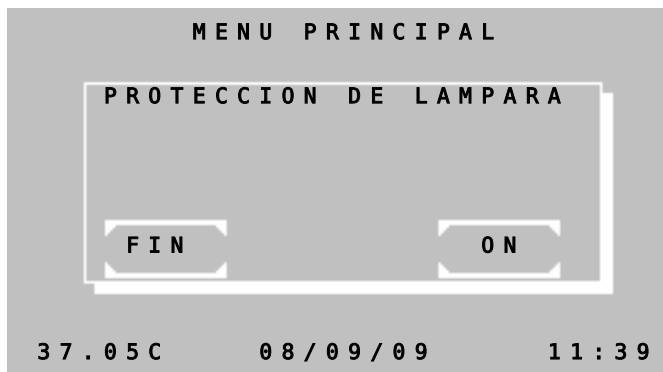 MENU PRINCIPAL
PROTECCION DE LAMPARA
FIN ON
37.05C 08/09/09 11:39